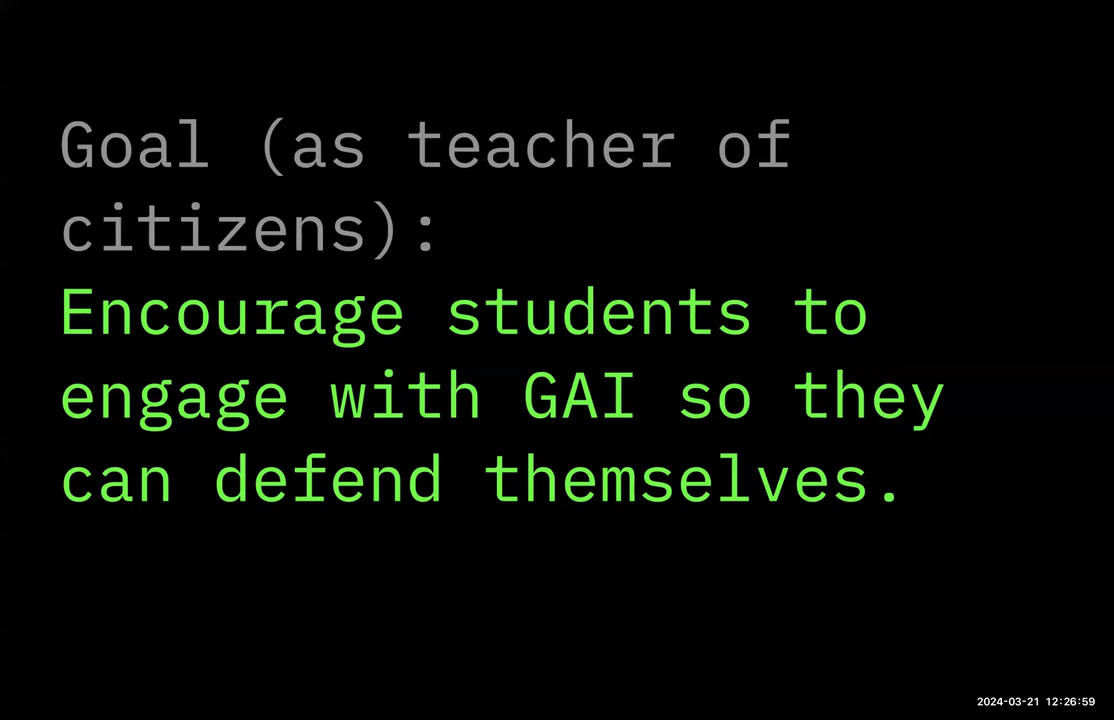 Goal (as teacher of
citizens):
Encourage students to
engage with GAI so they
can defend themselves.
2024-03-21 12:26:59